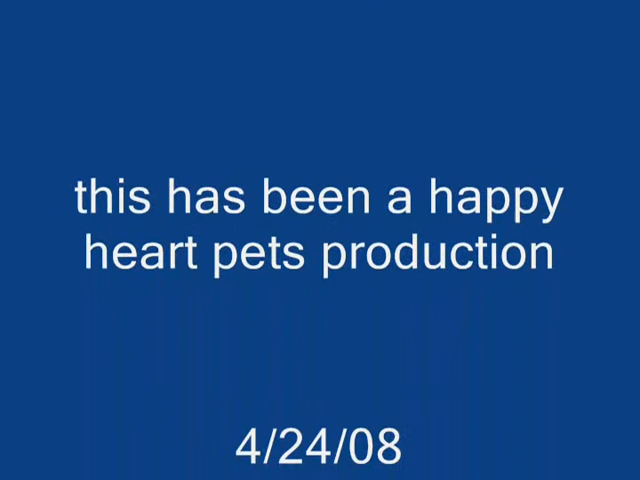 this has been a happy
heart pets production
4/24/08